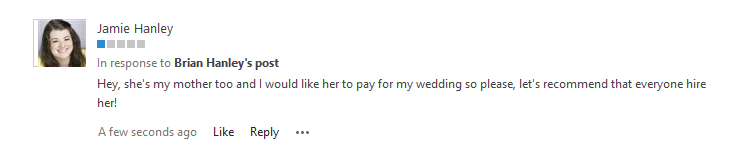 Jamie Hanley
In response to Brian Hanley's post
Hey, she's my mother too and I would like her to pay for my wedding so please, let's recommend that everyone hire
her!
A few seconds ago Like Reply •••